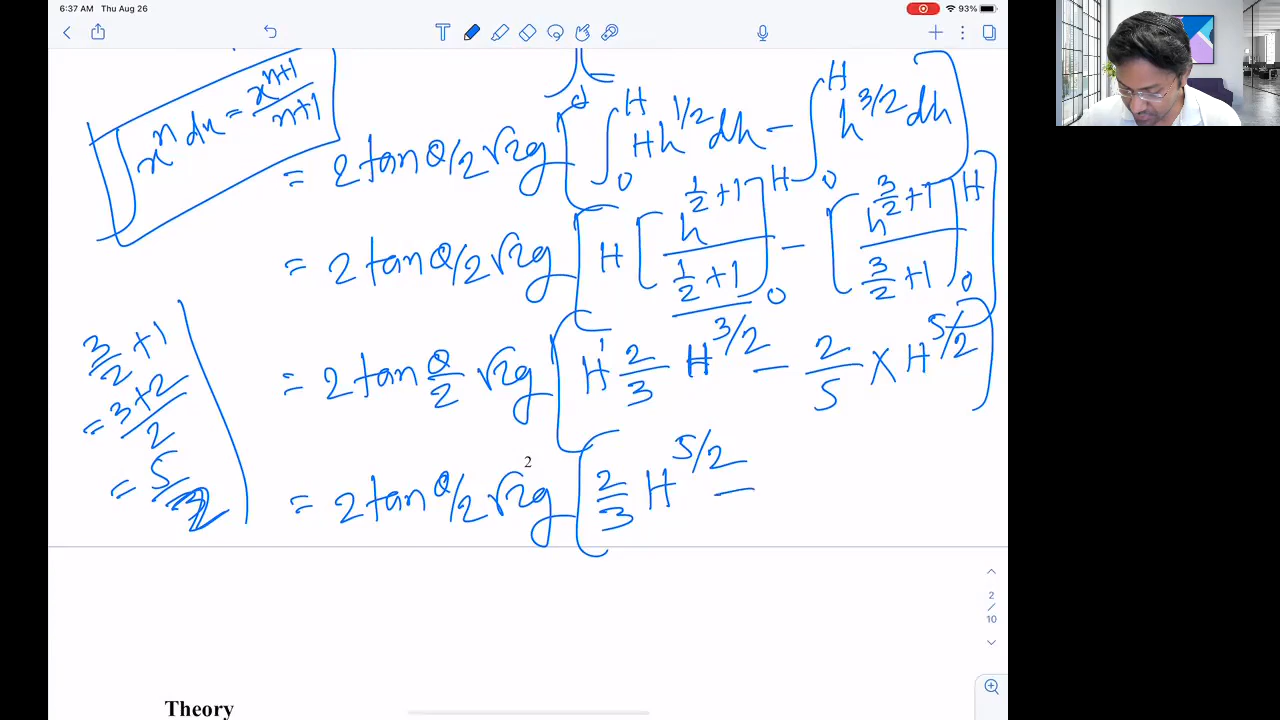 6:37 AM Thu Aug 26
93%
∫ xⁿ dx = xⁿ⁺¹/n+1
= 2 tan θ/2 √2g [ ∫₀ᴴ H h^1/2 dh − ∫₀ᴴ h^3/2 dh ]
= 2 tan θ/2 √2g [ H [ h^(1/2 + 1) / (1/2 + 1) ]₀ᴴ − [ h^(3/2 + 1) / (3/2 + 1) ]₀ᴴ ]
= 2 tan θ/2 √2g [ H¹ 2/3 H^3/2 − 2/5 × H^5/2 ]
3/2 + 1
= 3+2/2
= 5/2
2
= 2 tan θ/2 √2g [ 2/3 H^5/2 −
2
/
10
Theory